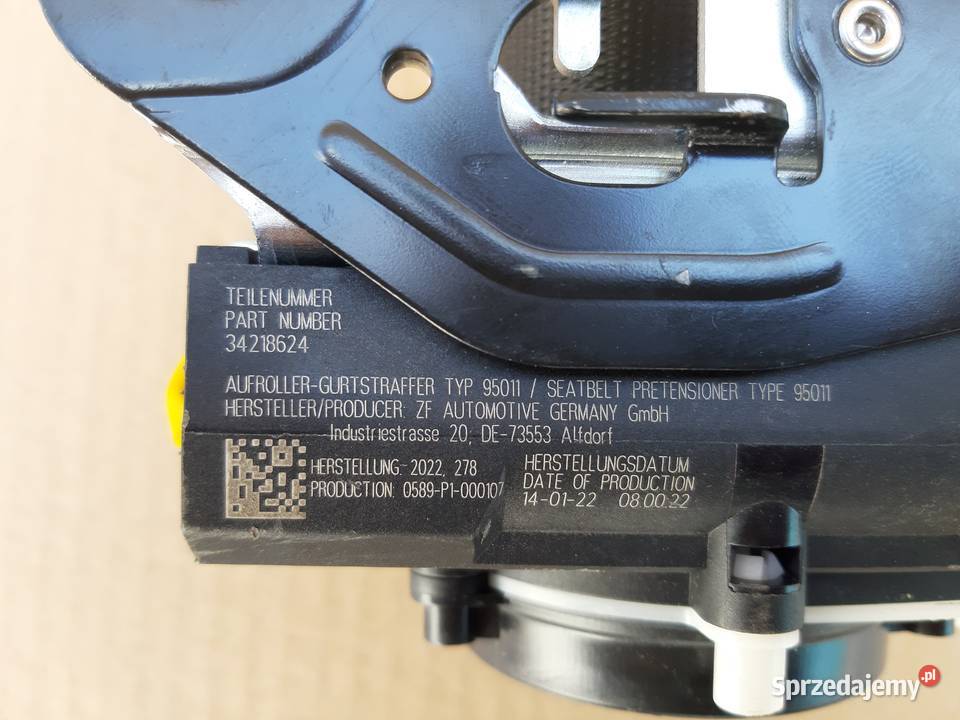 TEILENUMMER
PART NUMBER
34218624
AUFROLLER-GURTSTRAFFER TYP 95011 / SEATBELT PRETENSIONER TYPE 95011
HERSTELLER/PRODUCER: ZF AUTOMOTIVE GERMANY GmbH
Industriestrasse 20, DE-73553 Alfdorf
HERSTELLUNG: 2022, 278
PRODUCTION: 0589-P1-000107
HERSTELLUNGSDATUM
DATE OF PRODUCTION
14-01-22 08:00:22
Sprzedajemy.pl